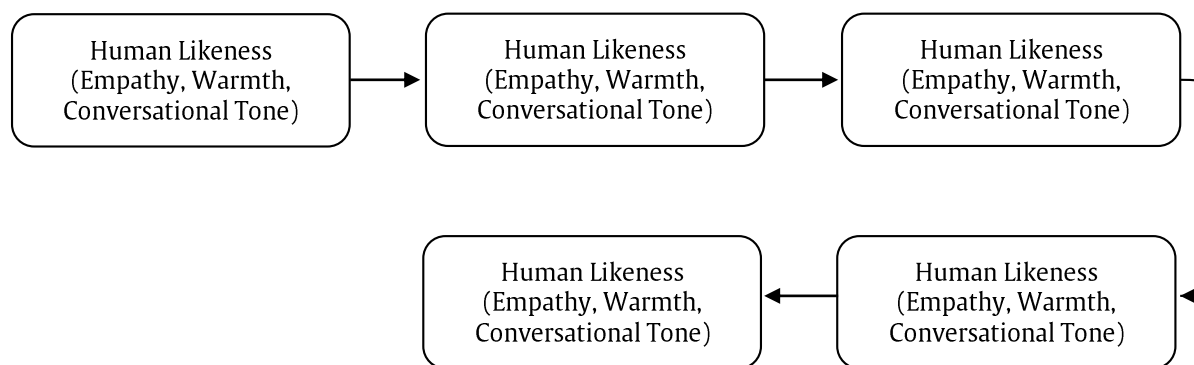 Human Likeness
(Empathy, Warmth,
Conversational Tone)
Human Likeness
(Empathy, Warmth,
Conversational Tone)
Human Likeness
(Empathy, Warmth,
Conversational Tone)
Human Likeness
(Empathy, Warmth,
Conversational Tone)
Human Likeness
(Empathy, Warmth,
Conversational Tone)